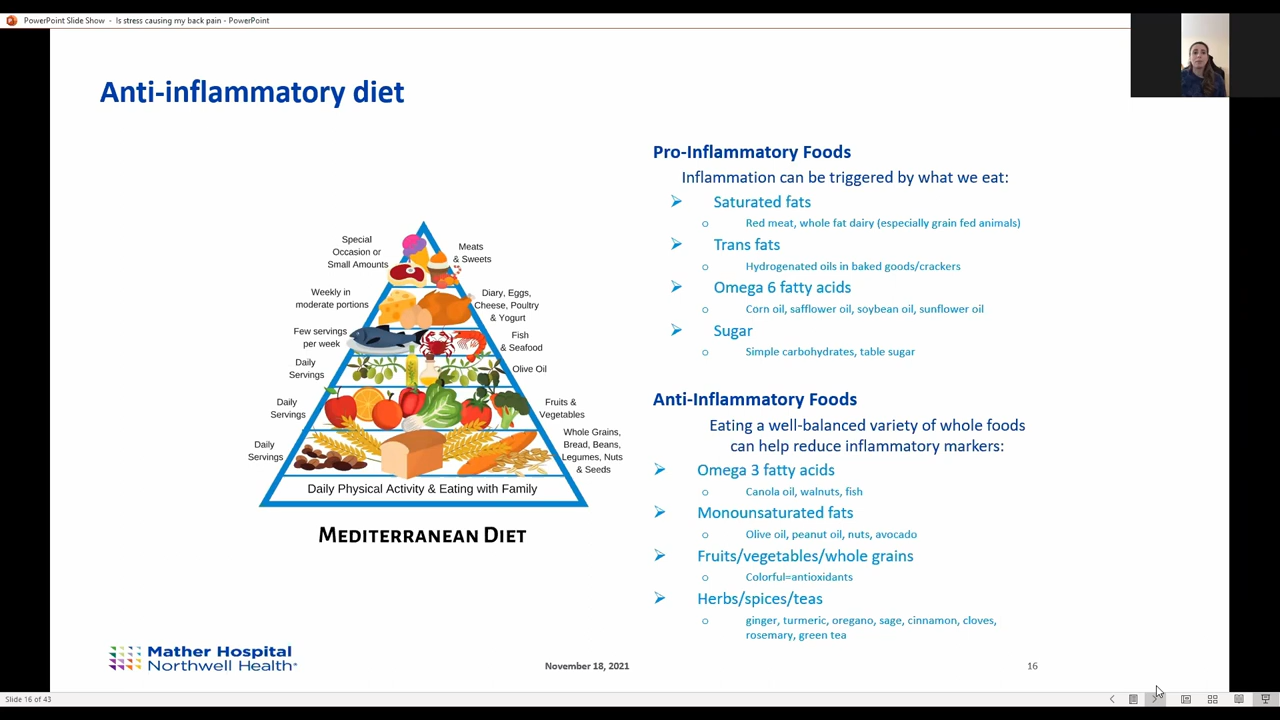 PowerPoint Slide Show - Is stress causing my back pain - PowerPoint
Anti-inflammatory diet
Special
Occasion or
Small Amounts
Meats
& Sweets
Weekly in
moderate portions
Diary, Eggs,
Cheese, Poultry
& Yogurt
Few servings
per week
Fish
& Seafood
Daily
Servings
Olive Oil
Daily
Servings
Fruits &
Vegetables
Daily
Servings
Whole Grains,
Bread, Beans,
Legumes, Nuts
& Seeds
Daily Physical Activity & Eating with Family
MEDITERRANEAN DIET
Pro-Inflammatory Foods
Inflammation can be triggered by what we eat:
Saturated fats
Red meat, whole fat dairy (especially grain fed animals)
Trans fats
Hydrogenated oils in baked goods/crackers
Omega 6 fatty acids
Corn oil, safflower oil, soybean oil, sunflower oil
Sugar
Simple carbohydrates, table sugar
Anti-Inflammatory Foods
Eating a well-balanced variety of whole foods
can help reduce inflammatory markers:
Omega 3 fatty acids
Canola oil, walnuts, fish
Monounsaturated fats
Olive oil, peanut oil, nuts, avocado
Fruits/vegetables/whole grains
Colorful=antioxidants
Herbs/spices/teas
ginger, turmeric, oregano, sage, cinnamon, cloves,
rosemary, green tea
Mather Hospital
Northwell Health
November 18, 2021
16
Slide 16 of 43